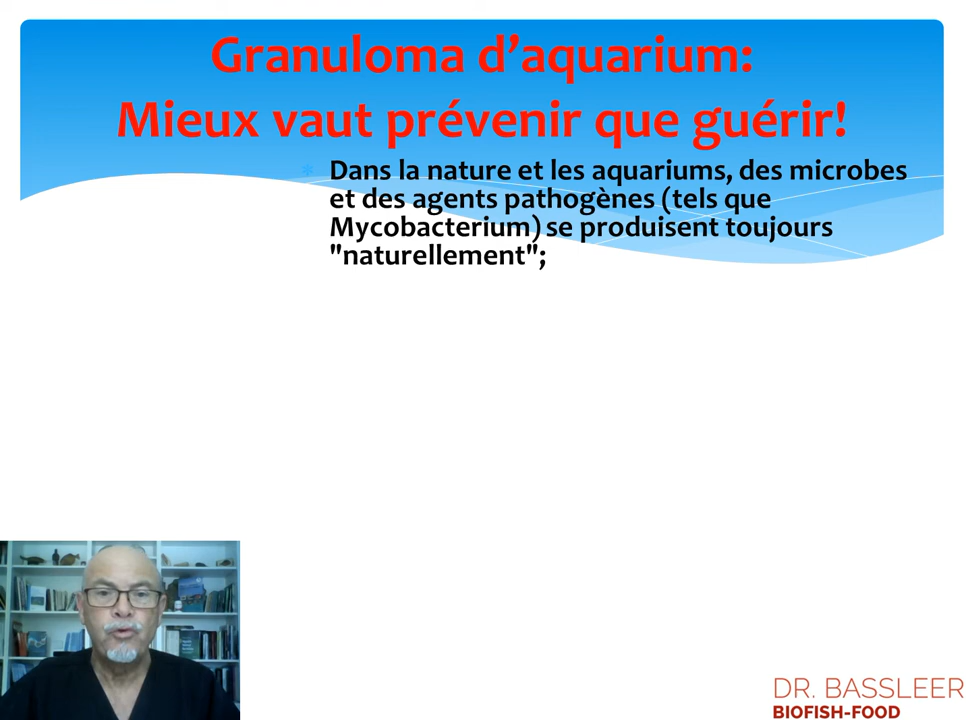 Granuloma d’aquarium:
Mieux vaut prévenir que guérir!
Dans la nature et les aquariums, des microbes
et des agents pathogènes (tels que
Mycobacterium) se produisent toujours
"naturellement";
DR. BASSLEER
BIOFISH-FOOD